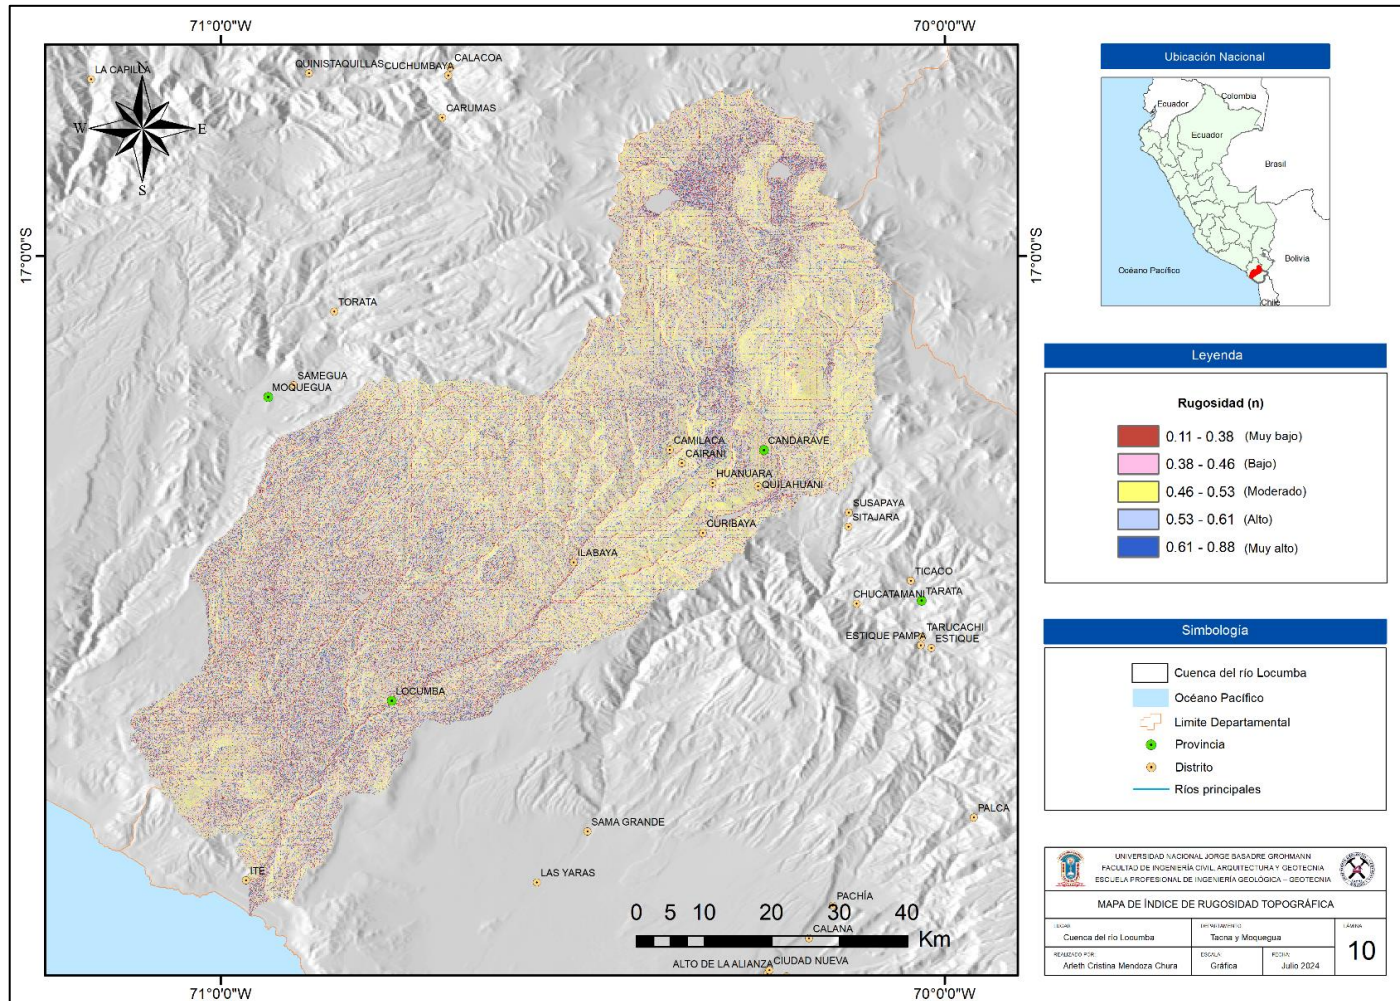 71°0'0"W
70°0'0"W
17°0'0"S
17°0'0"S
71°0'0"W
70°0'0"W
N
W
E
S
LA CAPILLA
QUINISTAQUILLAS
CUCHUMBAYA
CALACOA
CARUMAS
TORATA
SAMEGUA
MOQUEGUA
CAMILACA
CANDARAVE
CAIRANI
HUANUARA
QUILAHUANI
SUSAPAYA
SITAJARA
CURIBAYA
ILABAYA
TICACO
CHUCATAMANI
TARATA
ESTIQUE PAMPA
TARUCACHI
ESTIQUE
LOCUMBA
PALCA
SAMA GRANDE
ITE
LAS YARAS
PACHÍA
CALANA
ALTO DE LA ALIANZA
CIUDAD NUEVA
0 5 10 20 30 40
Km
Ubicación Nacional
Ecuador
Colombia
Ecuador
Brasil
Bolivia
Océano Pacífico
Chile
Leyenda
Rugosidad (n)
0.11 - 0.38 (Muy bajo)
0.38 - 0.46 (Bajo)
0.46 - 0.53 (Moderado)
0.53 - 0.61 (Alto)
0.61 - 0.88 (Muy alto)
Simbología
Cuenca del río Locumba
Océano Pacífico
Limite Departamental
Provincia
Distrito
Ríos principales
UNIVERSIDAD NACIONAL JORGE BASADRE GROHMANN
FACULTAD DE INGENIERÍA CIVIL, ARQUITECTURA Y GEOTECNIA
ESCUELA PROFESIONAL DE INGENIERÍA GEOLÓGICA – GEOTECNIA
MAPA DE ÍNDICE DE RUGOSIDAD TOPOGRÁFICA
LUGAR:
Cuenca del río Locumba
DEPARTAMENTO:
Tacna y Moquegua
LÁMINA
10
REALIZADO POR:
Arleth Cristina Mendoza Chura
ESCALA:
Gráfica
FECHA:
Julio 2024